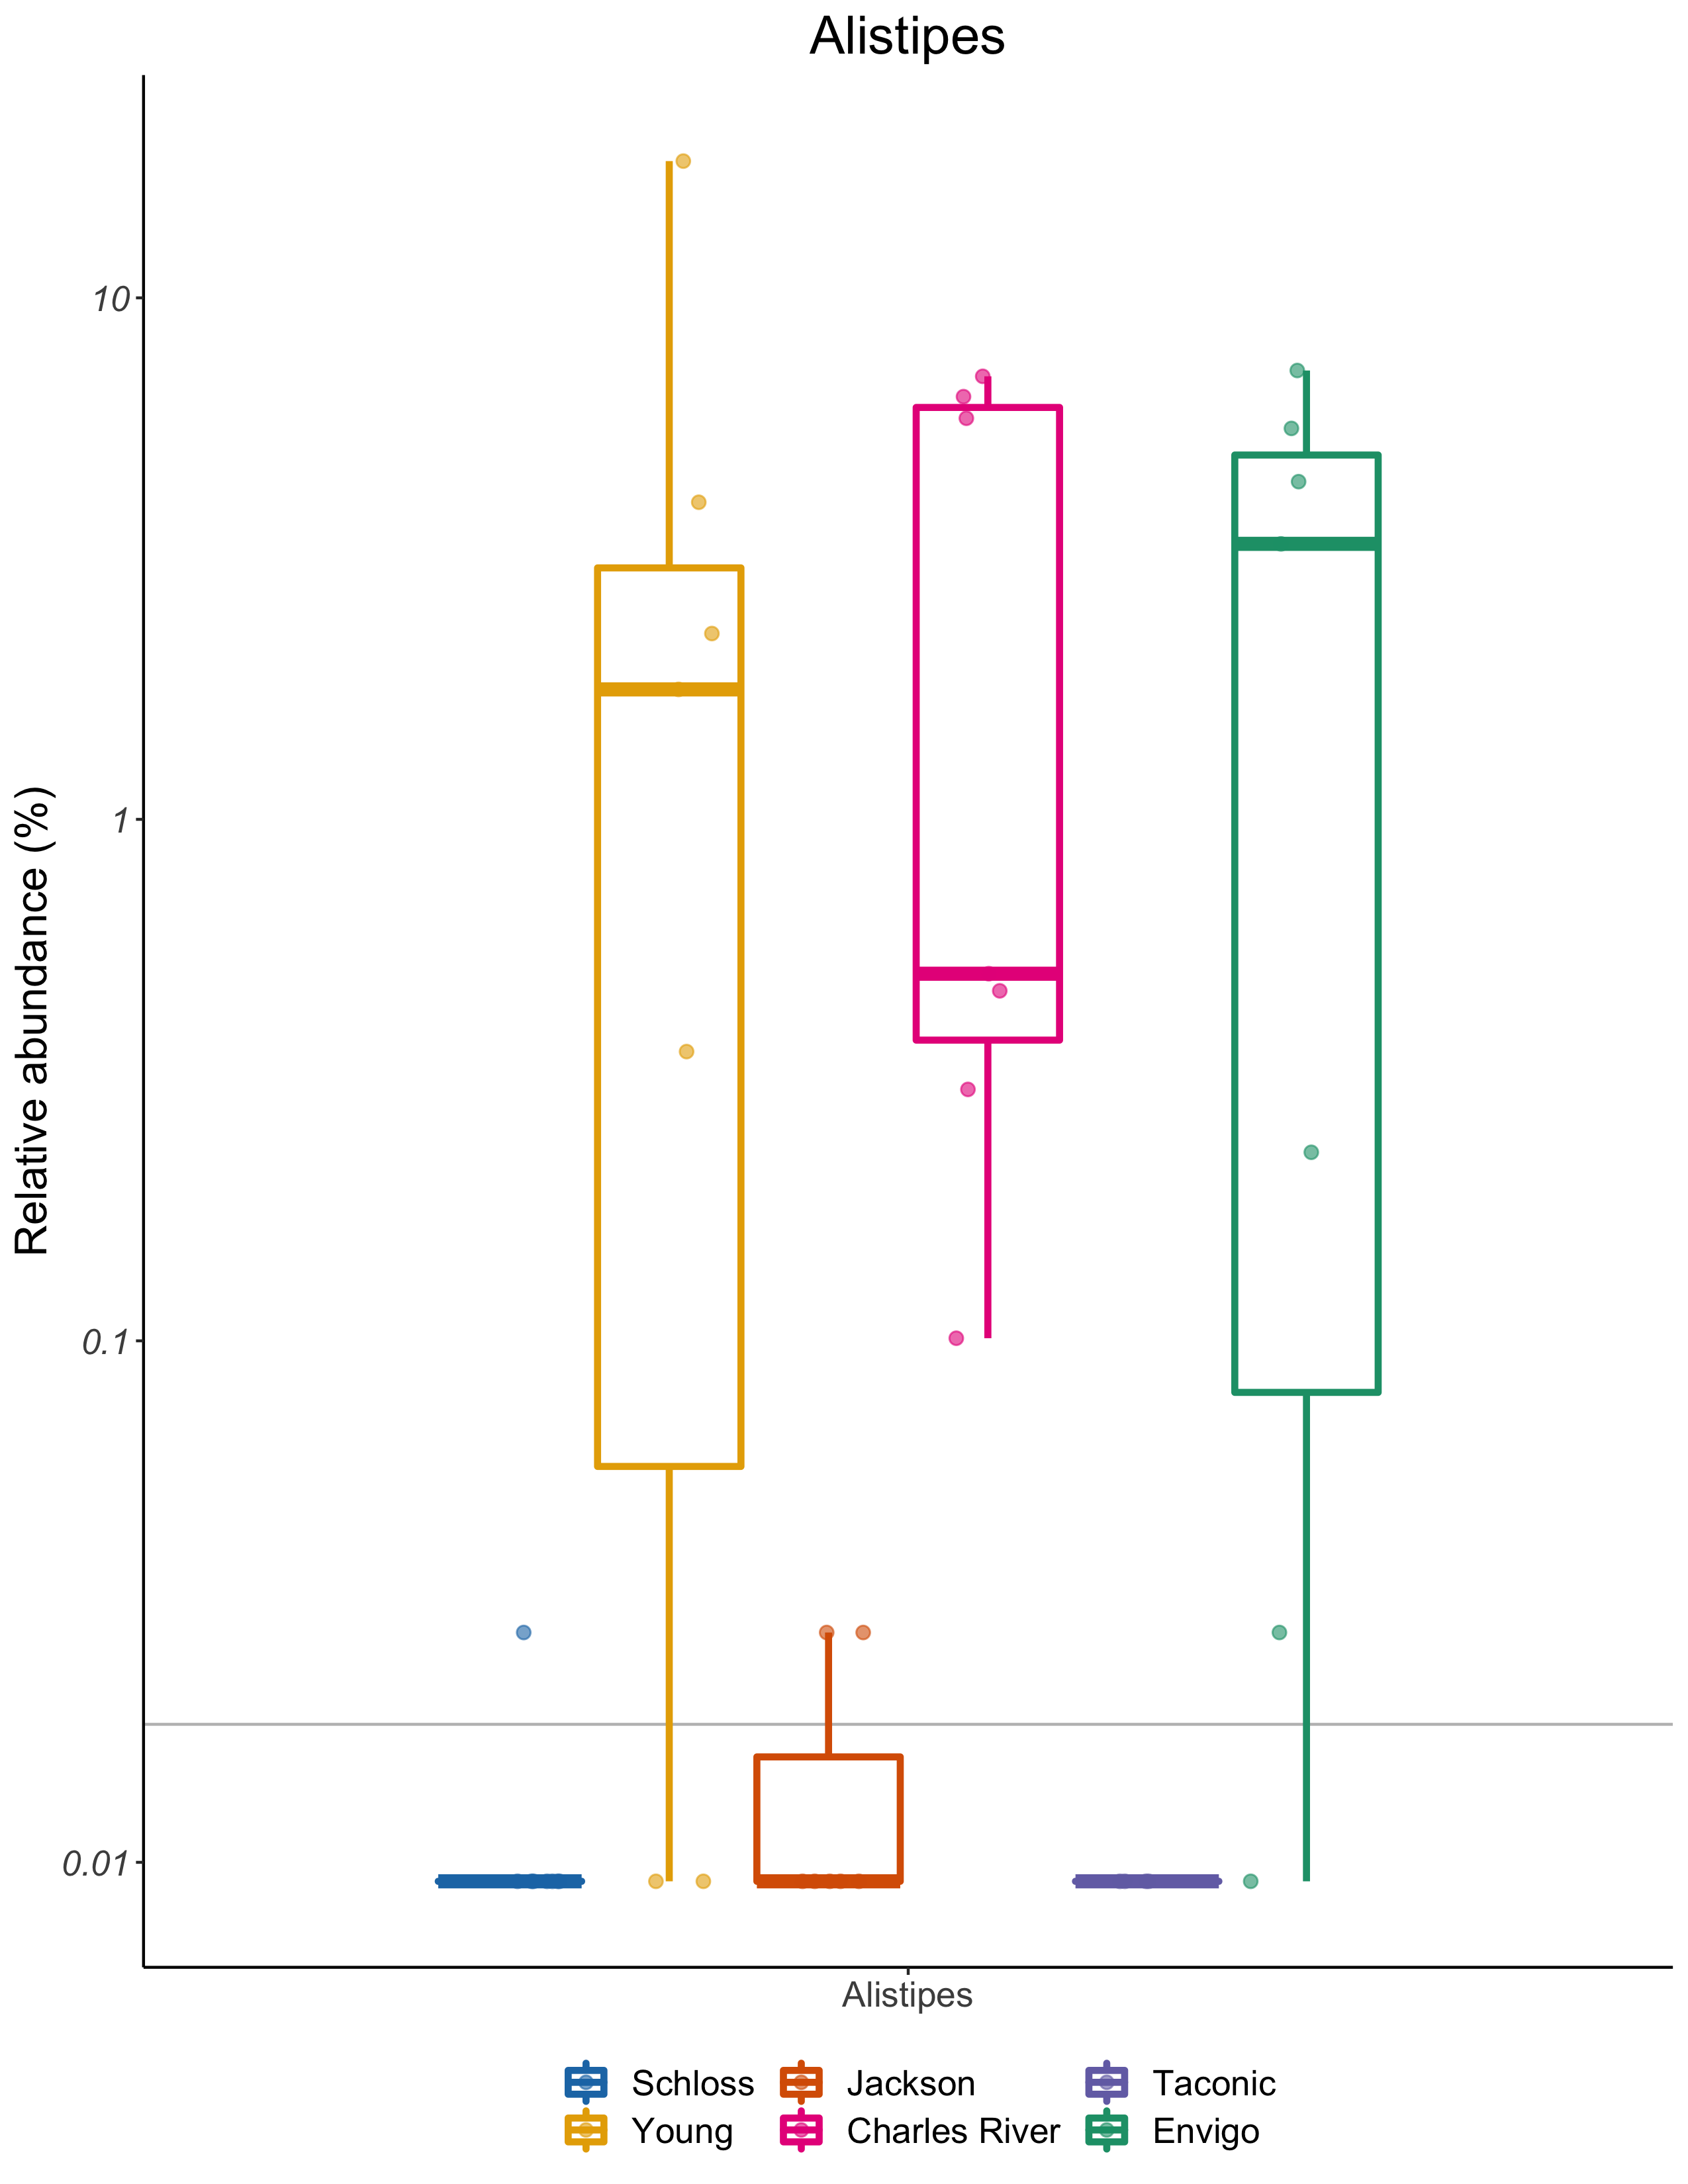 Alistipes
Relative abundance (%)
10
1
0.1
0.01
Alistipes
Schloss Jackson Taconic
Young Charles River Envigo